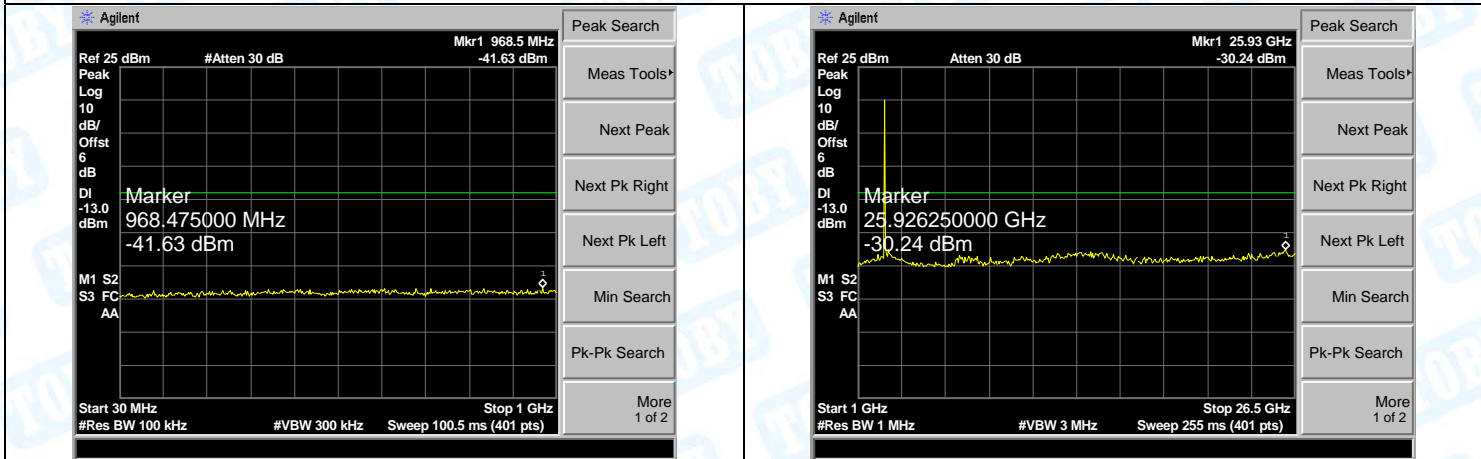 Agilent
Peak Search
Mkr1 968.5 MHz
Ref 25 dBm #Atten 30 dB -41.63 dBm
Peak
Log
10
dB/
Offst
6
dB
DI
-13.0
dBm
Marker
968.475000 MHz
-41.63 dBm
1
M1 S2
S3 FC
AA
Start 30 MHz Stop 1 GHz
#Res BW 100 kHz #VBW 300 kHz Sweep 100.5 ms (401 pts)
Meas Tools
Next Peak
Next Pk Right
Next Pk Left
Min Search
Pk-Pk Search
More
1 of 2
Agilent
Peak Search
Mkr1 25.93 GHz
Ref 25 dBm Atten 30 dB -30.24 dBm
Peak
Log
10
dB/
Offst
6
dB
DI
-13.0
dBm
Marker
25.926250000 GHz
-30.24 dBm
1
M1 S2
S3 FC
AA
Start 1 GHz Stop 26.5 GHz
#Res BW 1 MHz #VBW 3 MHz Sweep 255 ms (401 pts)
Meas Tools
Next Peak
Next Pk Right
Next Pk Left
Min Search
Pk-Pk Search
More
1 of 2
TOBY